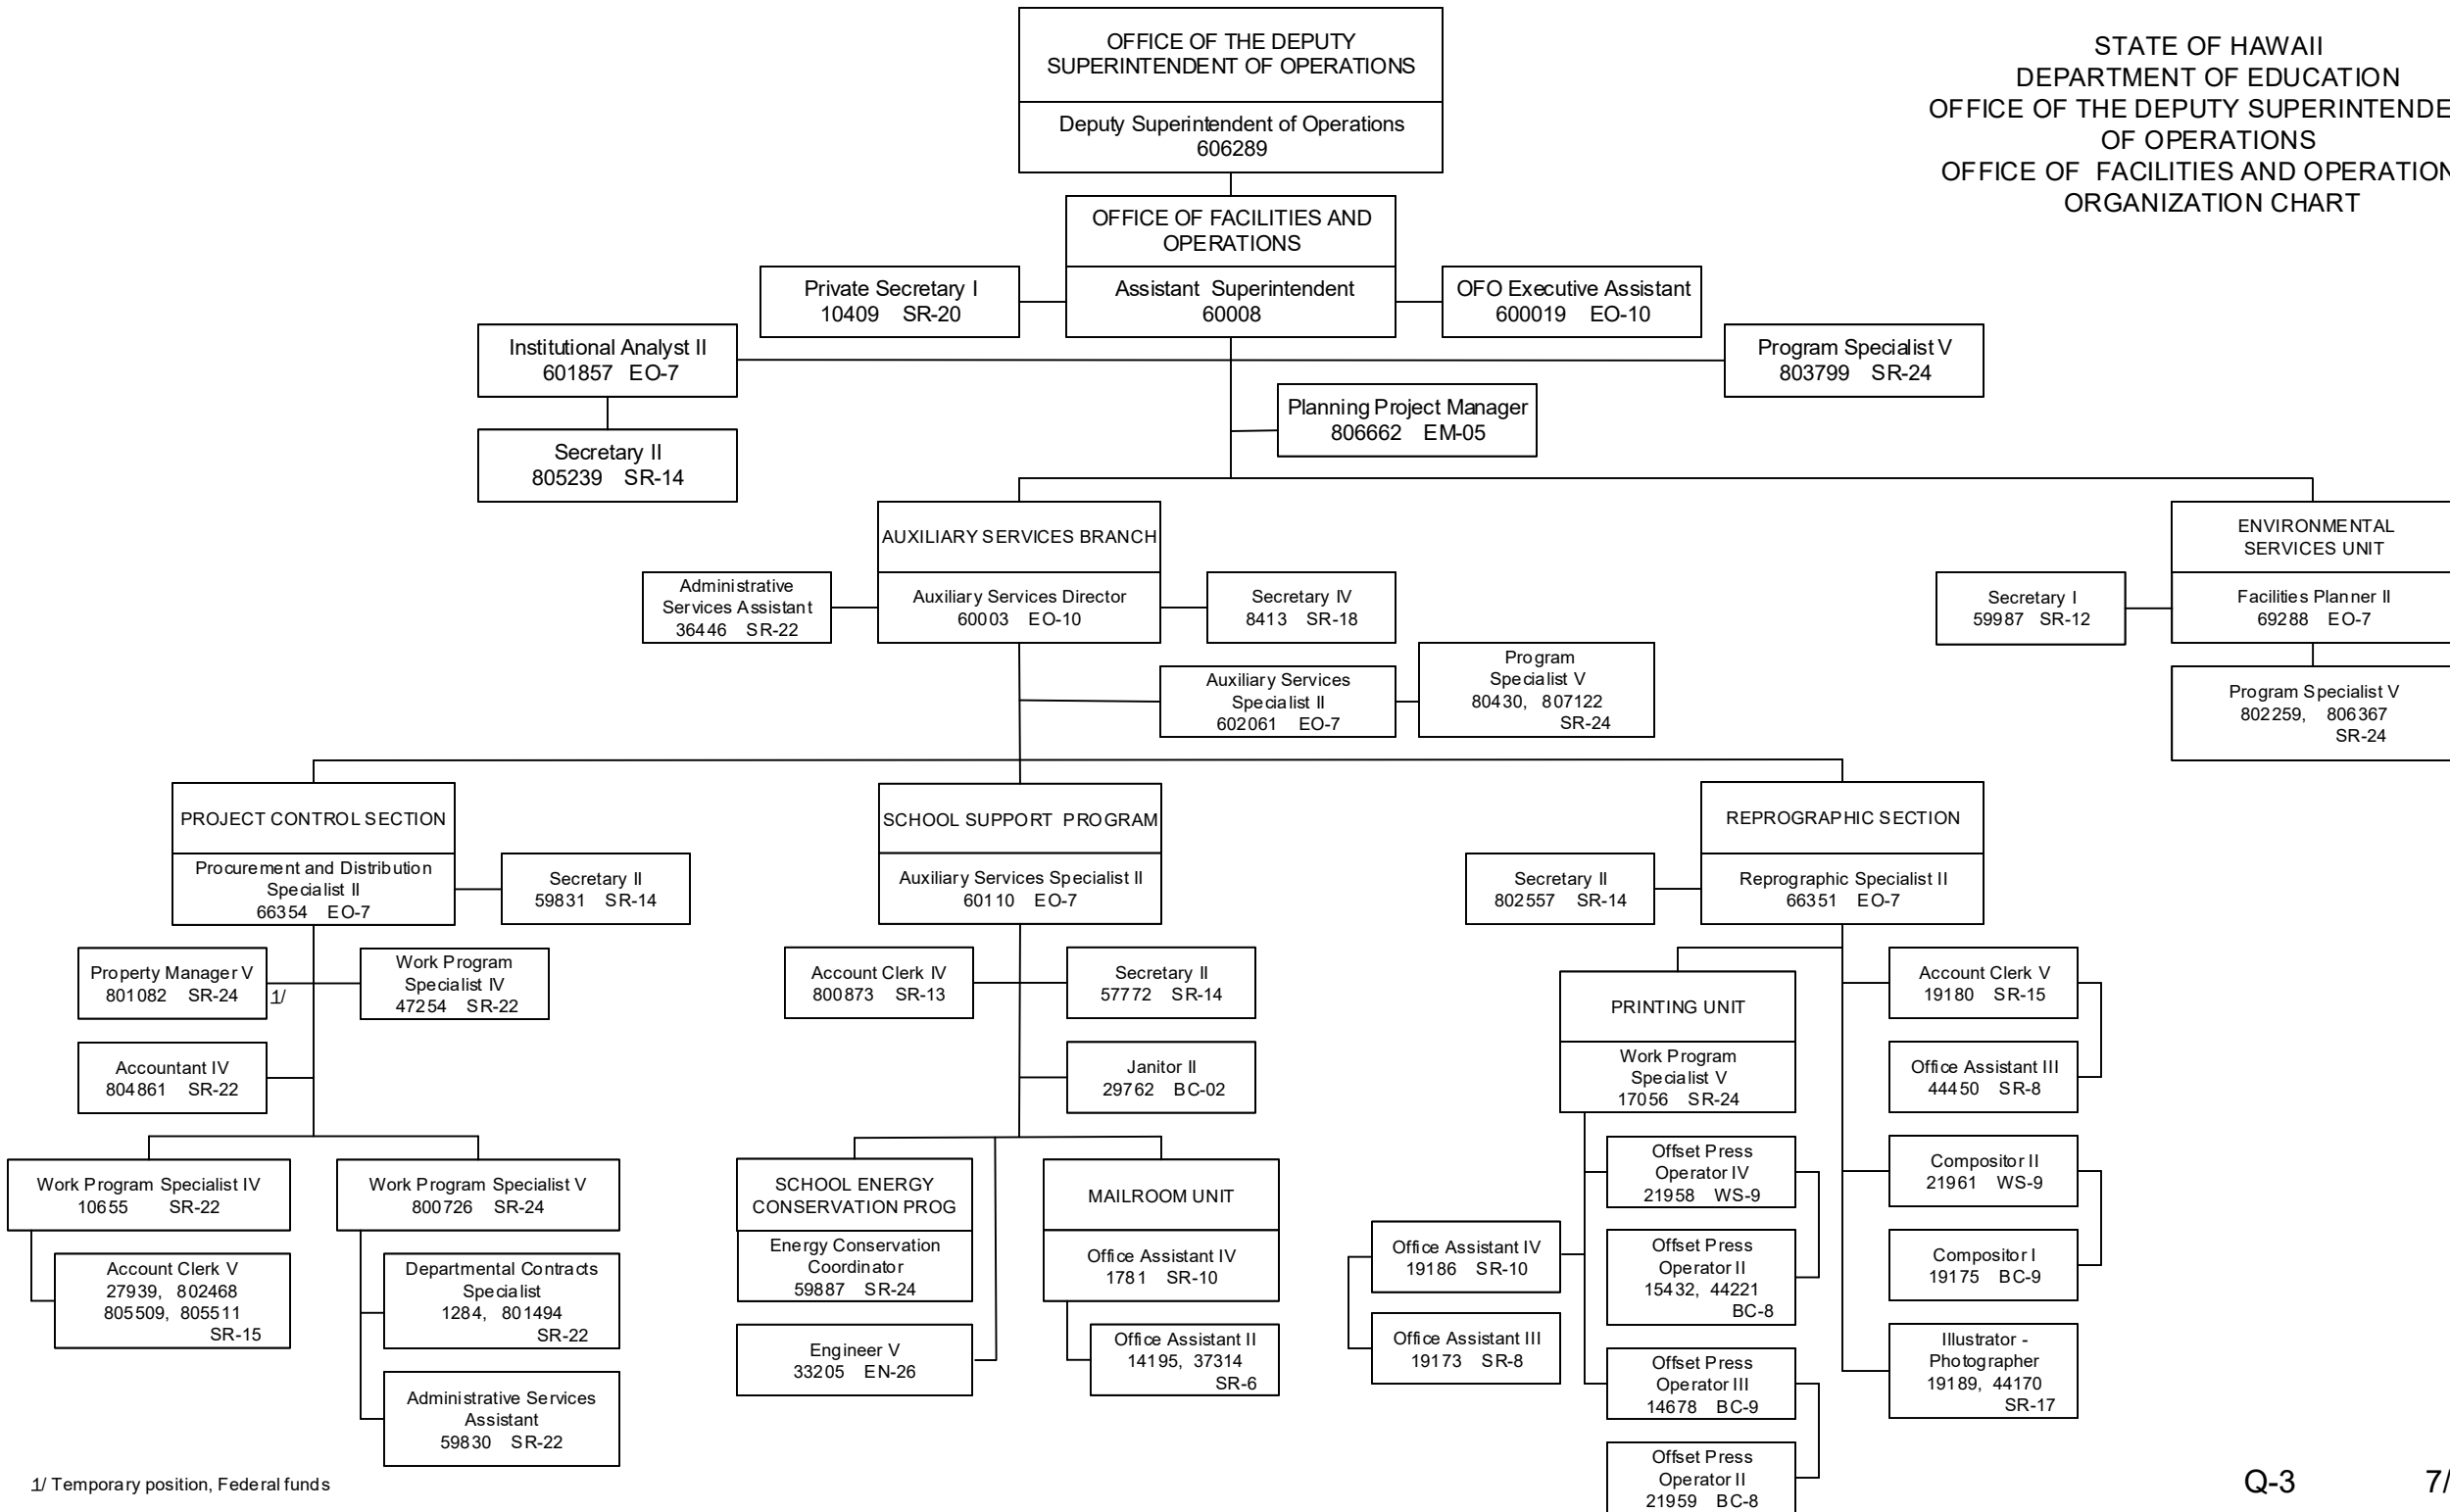 OFFICE OF THE DEPUTY
SUPERINTENDENT OF OPERATIONS
Deputy Superintendent of Operations
606289
STATE OF HAWAII
DEPARTMENT OF EDUCATION
OFFICE OF THE DEPUTY SUPERINTENDE
OF OPERATIONS
OFFICE OF FACILITIES AND OPERATION
ORGANIZATION CHART
OFFICE OF FACILITIES AND
OPERATIONS
Assistant Superintendent
60008
Private Secretary I
10409 SR-20
OFO Executive Assistant
600019 EO-10
Institutional Analyst II
601857 EO-7
Program Specialist V
803799 SR-24
Planning Project Manager
806662 EM-05
Secretary II
805239 SR-14
AUXILIARY SERVICES BRANCH
Auxiliary Services Director
60003 EO-10
Administrative
Services Assistant
36446 SR-22
Secretary IV
8413 SR-18
ENVIRONMENTAL
SERVICES UNIT
Facilities Planner II
69288 EO-7
Secretary I
59987 SR-12
Auxiliary Services
Specialist II
602061 EO-7
Program
Specialist V
80430, 807122
SR-24
Program Specialist V
802259, 806367
SR-24
PROJECT CONTROL SECTION
Procurement and Distribution
Specialist II
66354 EO-7
Secretary II
59831 SR-14
Property Manager V
801082 SR-24
1/
Work Program
Specialist IV
47254 SR-22
Accountant IV
804861 SR-22
Work Program Specialist IV
10655 SR-22
Account Clerk V
27939, 802468
805509, 805511
SR-15
Work Program Specialist V
800726 SR-24
Departmental Contracts
Specialist
1284, 801494
SR-22
Administrative Services
Assistant
59830 SR-22
SCHOOL SUPPORT PROGRAM
Auxiliary Services Specialist II
60110 EO-7
Account Clerk IV
800873 SR-13
Secretary II
57772 SR-14
Janitor II
29762 BC-02
SCHOOL ENERGY
CONSERVATION PROG
Energy Conservation
Coordinator
59887 SR-24
Engineer V
33205 EN-26
MAILROOM UNIT
Office Assistant IV
1781 SR-10
Office Assistant II
14195, 37314
SR-6
REPROGRAPHIC SECTION
Reprographic Specialist II
66351 EO-7
Secretary II
802557 SR-14
PRINTING UNIT
Work Program
Specialist V
17056 SR-24
Offset Press
Operator IV
21958 WS-9
Offset Press
Operator II
15432, 44221
BC-8
Office Assistant IV
19186 SR-10
Office Assistant III
19173 SR-8
Offset Press
Operator III
14678 BC-9
Offset Press
Operator II
21959 BC-8
Account Clerk V
19180 SR-15
Office Assistant III
44450 SR-8
Compositor II
21961 WS-9
Compositor I
19175 BC-9
Illustrator -
Photographer
19189, 44170
SR-17
1/ Temporary position, Federal funds
Q-3 7/